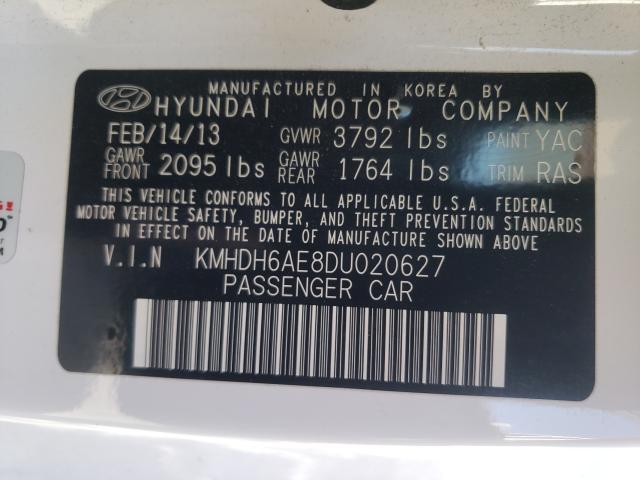 MANUFACTURED IN KOREA BY
HYUNDAI MOTOR COMPANY
FEB/14/13 GVWR 3792 lbs PAINT YAC
GAWR FRONT 2095 lbs GAWR REAR 1764 lbs TRIM RAS
THIS VEHICLE CONFORMS TO ALL APPLICABLE U.S.A. FEDERAL
MOTOR VEHICLE SAFETY, BUMPER, AND THEFT PREVENTION STANDARDS
IN EFFECT ON THE DATE OF MANUFACTURE SHOWN ABOVE
V.I.N KMHDH6AE8DU020627
PASSENGER CAR